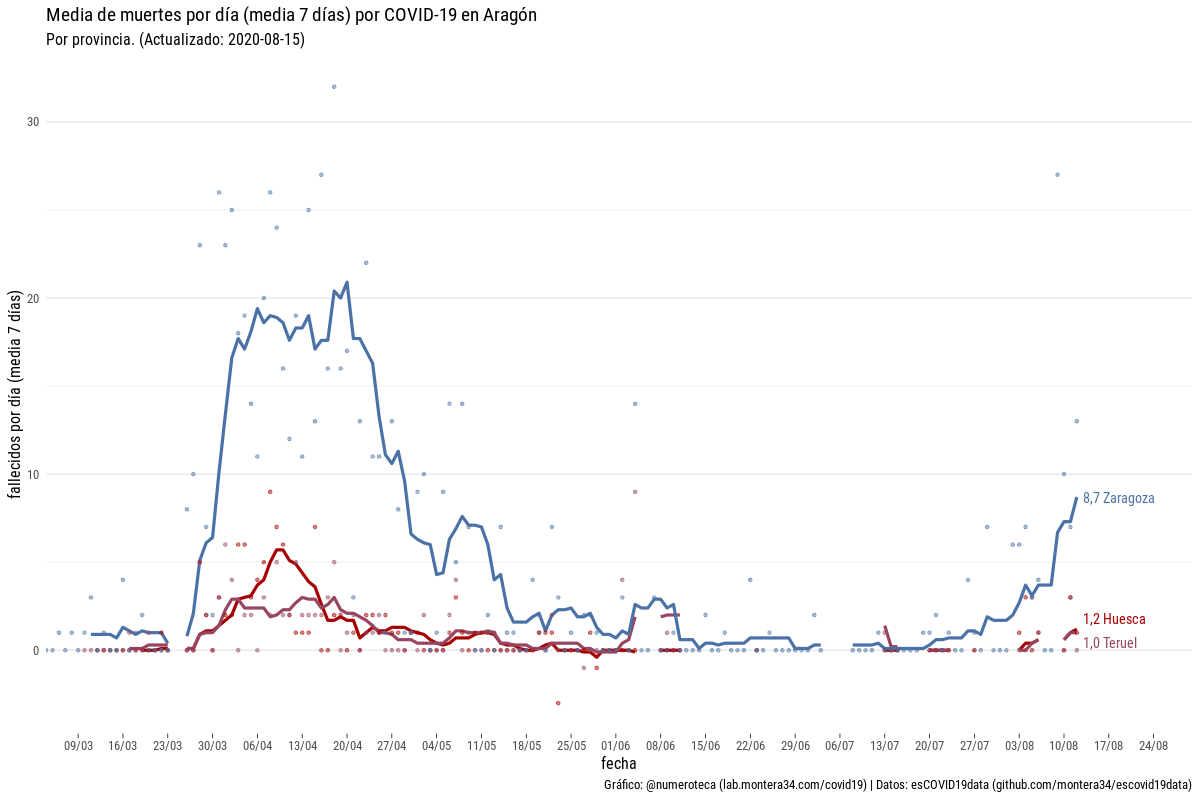 Media de muertes por día (media 7 días) por COVID-19 en Aragón
Por provincia. (Actualizado: 2020-08-15)
fallecidos por día (media 7 días)
30
20
10
0
8,7 Zaragoza
1,2 Huesca
1,0 Teruel
09/03 16/03 23/03 30/03 06/04 13/04 20/04 27/04 04/05 11/05 18/05 25/05 01/06 08/06 15/06 22/06 29/06 06/07 13/07 20/07 27/07 03/08 10/08 17/08 24/08
fecha
Gráfico: @numeroteca (lab.montera34.com/covid19) | Datos: esCOVID19data (github.com/montera34/escovid19data)